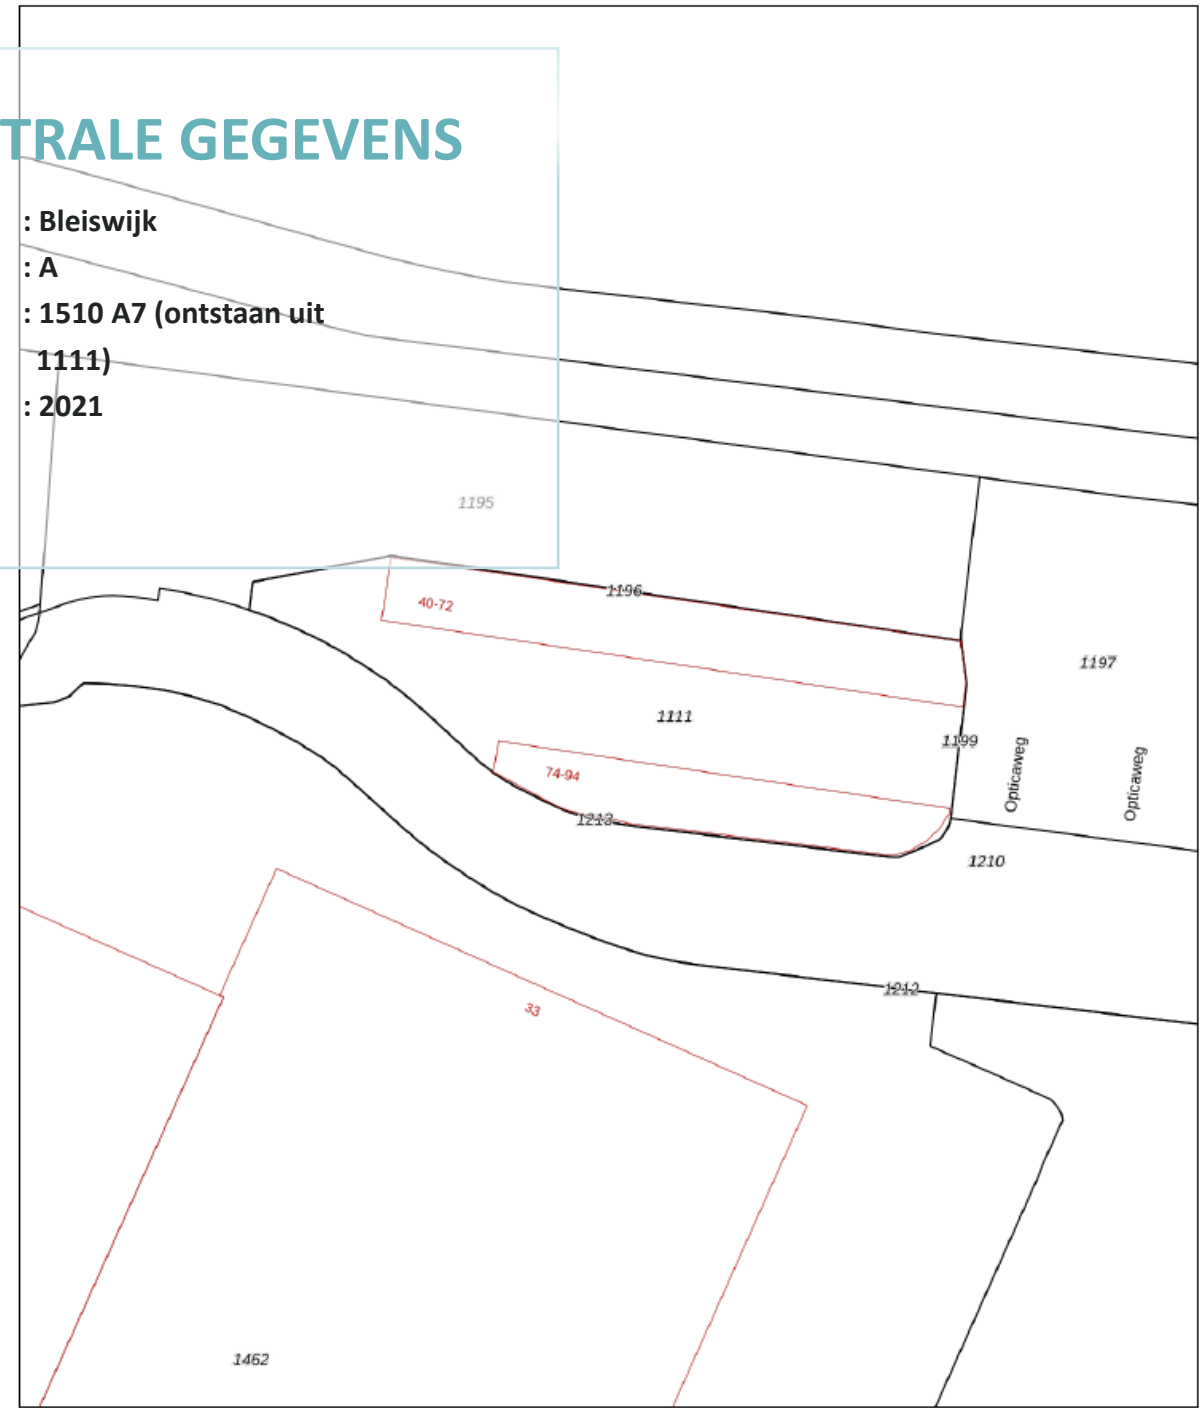 TRALE GEGEVENS
: Bleiswijk
: A
: 1510 A7 (ontstaan uit
1111)
: 2021
1195
1196
40-72
1197
1111
1199
Opticaweg
Opticaweg
74-94
1213
1210
1212
33
1462